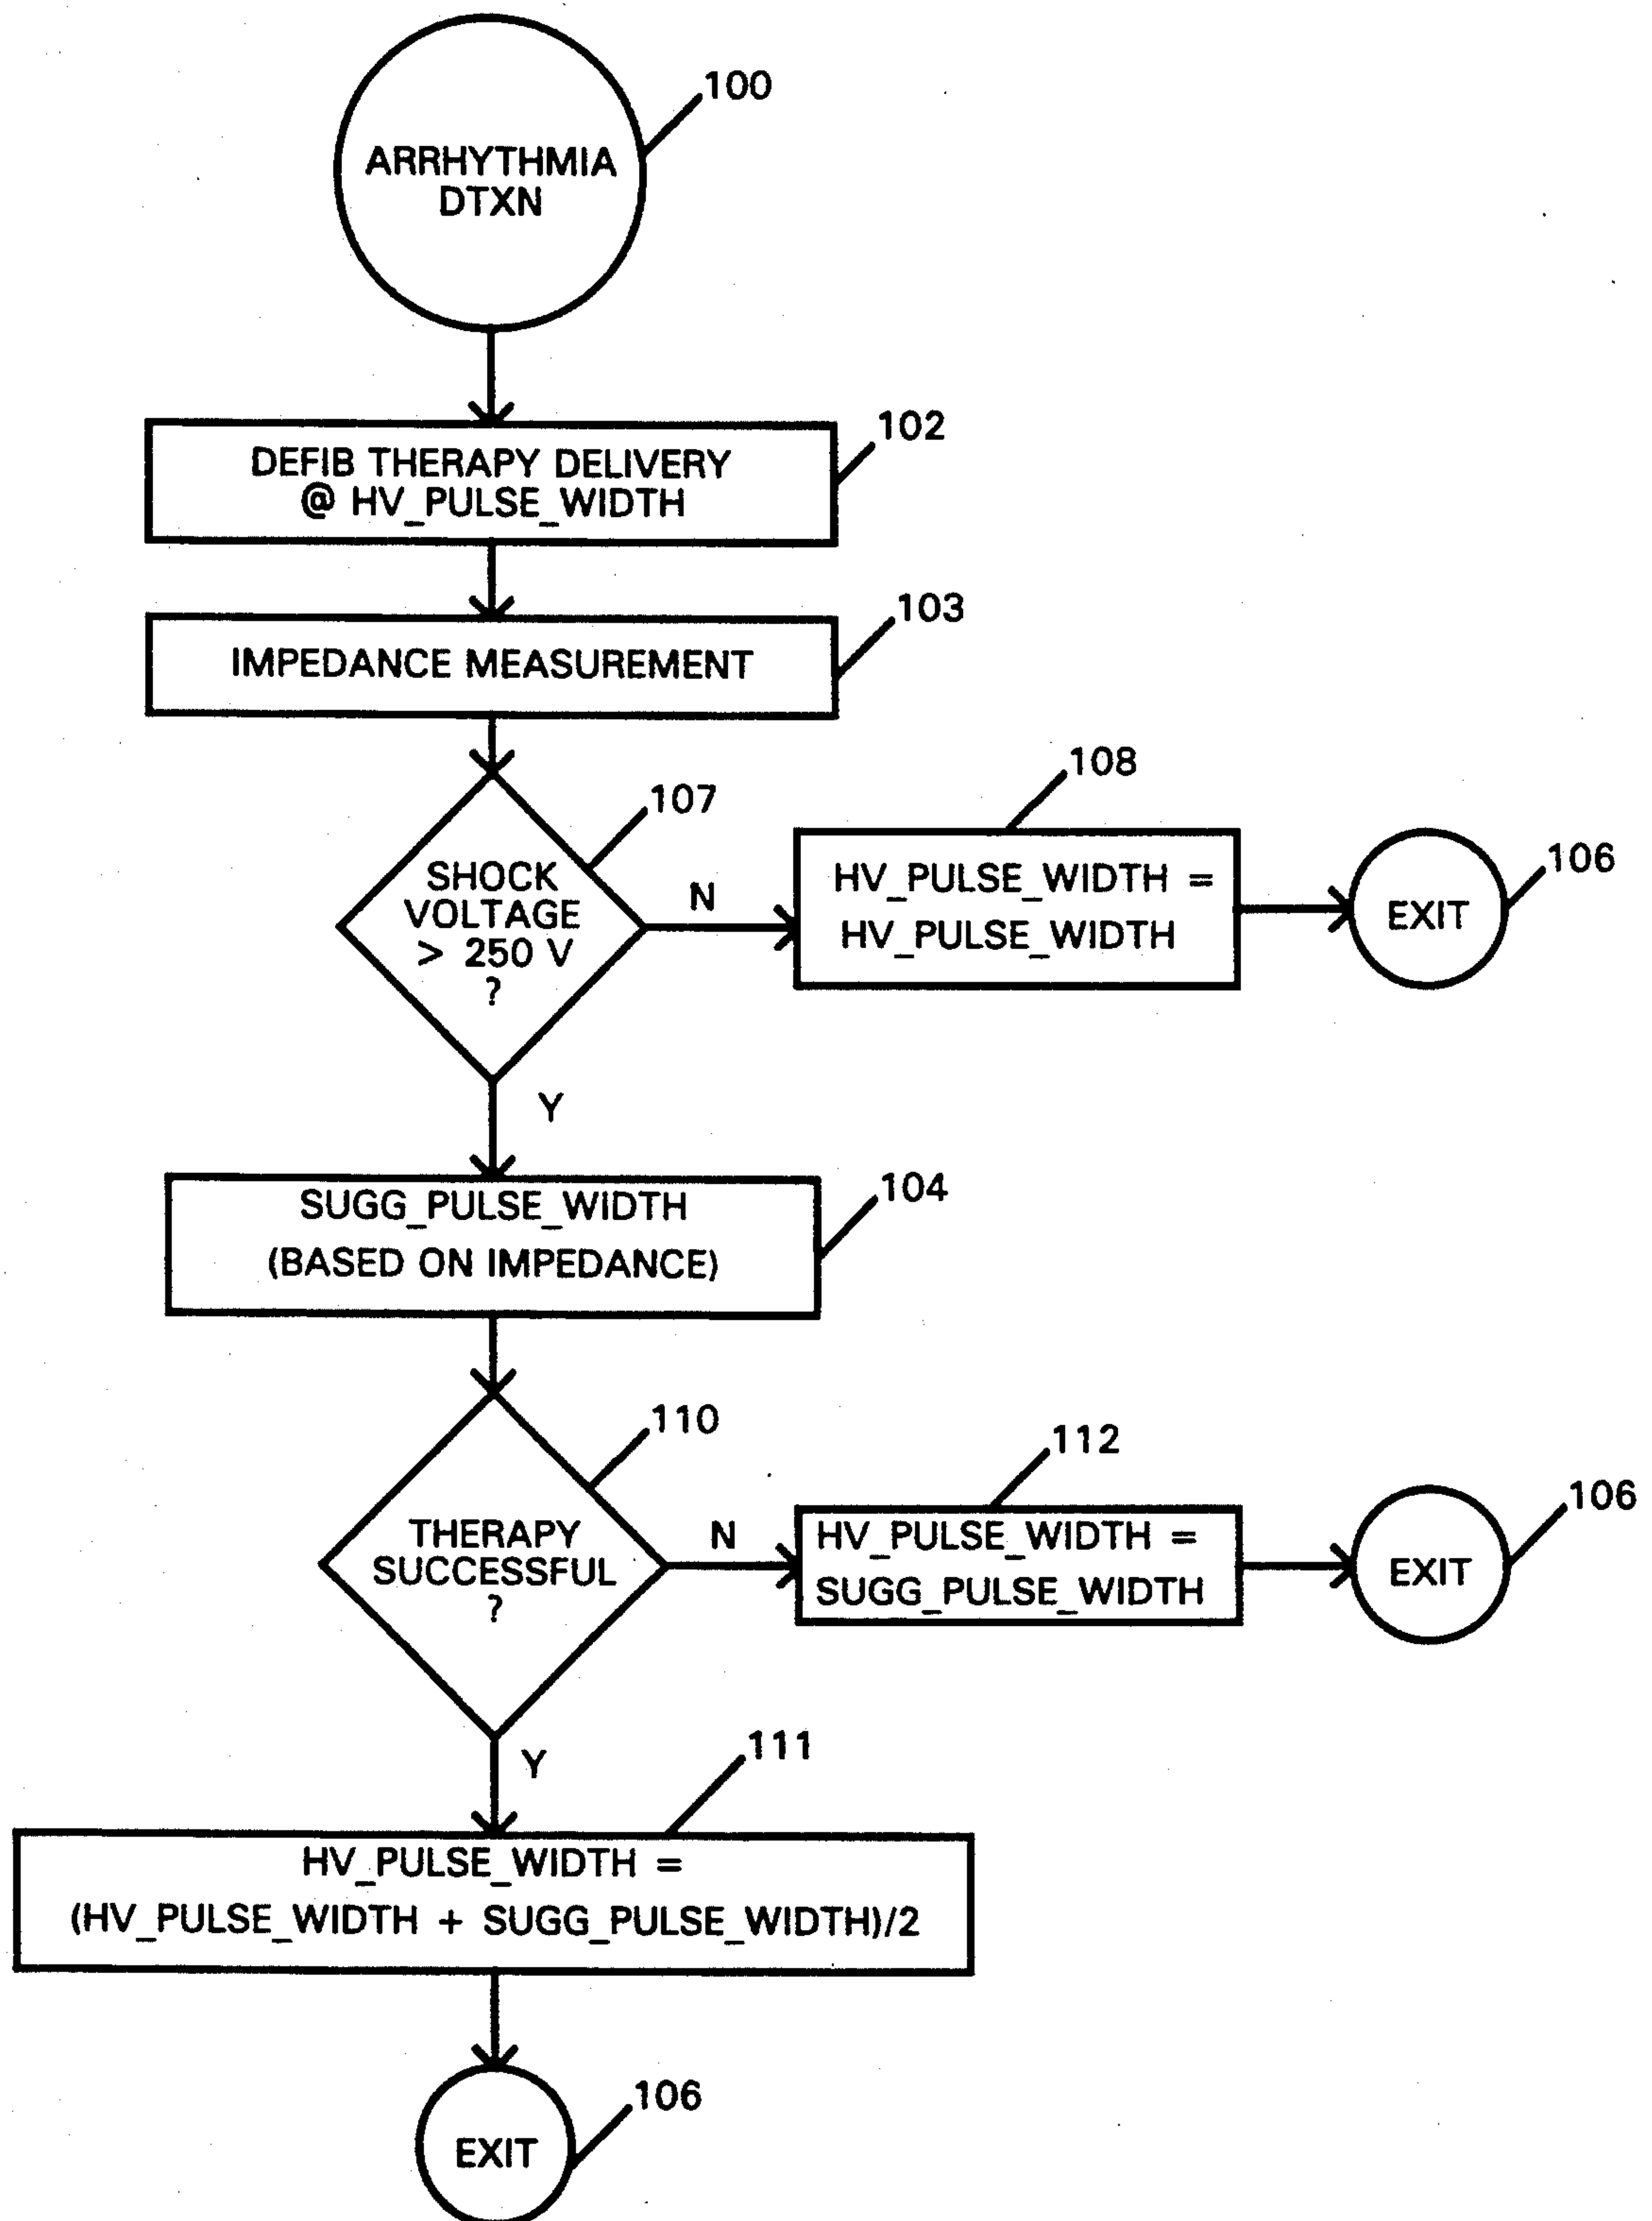 100
ARRHYTHMIA
DTXN
102
DEFIB THERAPY DELIVERY
@ HV_PULSE_WIDTH
103
IMPEDANCE MEASUREMENT
107
SHOCK
VOLTAGE
> 250 V
?
N
108
HV_PULSE_WIDTH =
HV_PULSE_WIDTH
106
EXIT
Y
104
SUGG_PULSE_WIDTH
(BASED ON IMPEDANCE)
110
THERAPY
SUCCESSFUL
?
N
112
HV_PULSE_WIDTH =
SUGG_PULSE_WIDTH
106
EXIT
Y
111
HV_PULSE_WIDTH =
(HV_PULSE_WIDTH + SUGG_PULSE_WIDTH)/2
106
EXIT